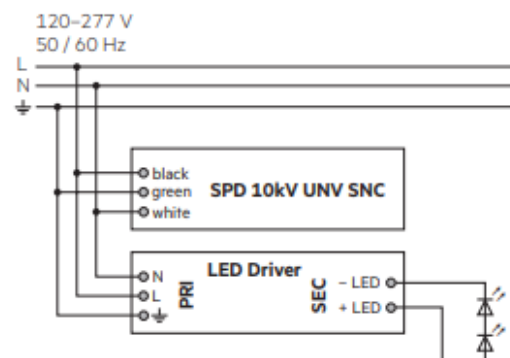 120–277 V
50 / 60 Hz
L
N
black
green
white
SPD 10kV UNV SNC
LED Driver
N
L
PRI
SEC
– LED
+ LED